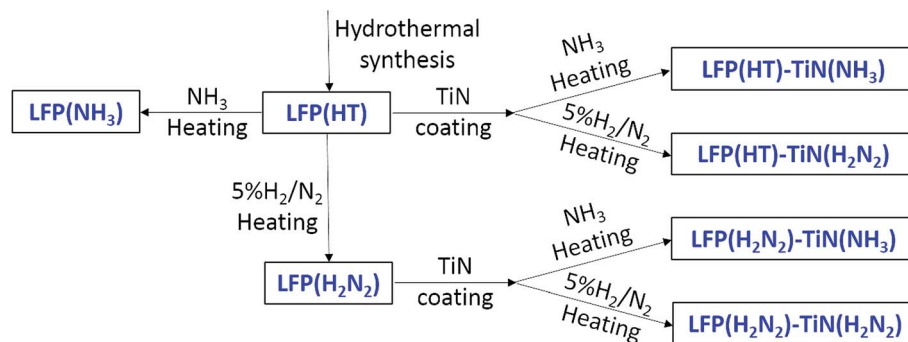 Hydrothermal
synthesis
LFP(NH₃)
NH₃
Heating
LFP(HT)
TiN
coating
NH₃
Heating
LFP(HT)-TiN(NH₃)
5%H₂/N₂
Heating
LFP(HT)-TiN(H₂N₂)
5%H₂/N₂
Heating
LFP(H₂N₂)
TiN
coating
NH₃
Heating
LFP(H₂N₂)-TiN(NH₃)
5%H₂/N₂
Heating
LFP(H₂N₂)-TiN(H₂N₂)